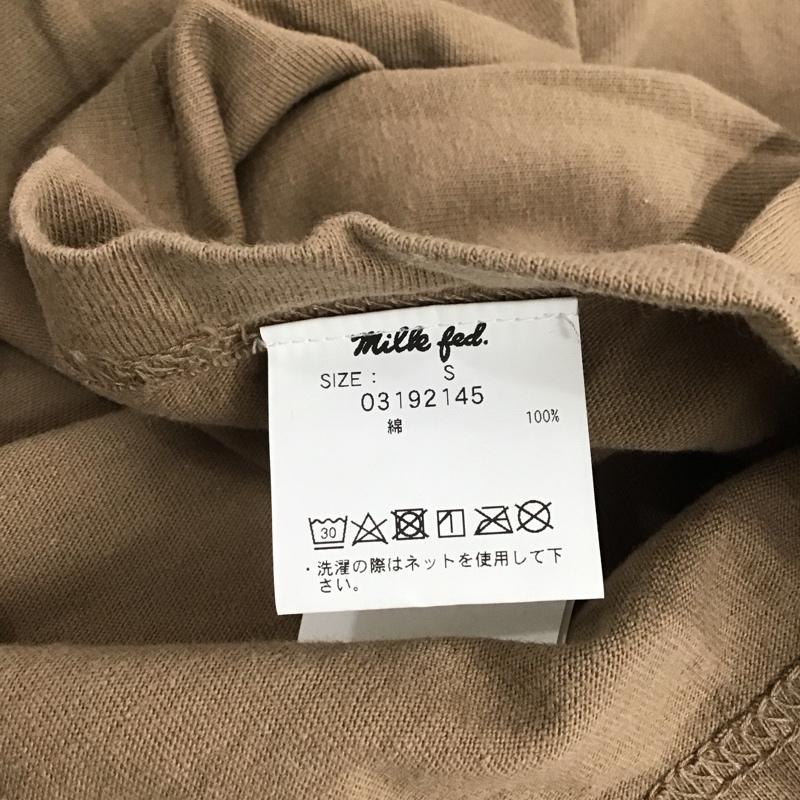 Milk fed.
SIZE : S
03192145
綿 100%
30
・洗濯の際はネットを使用して下
さい。